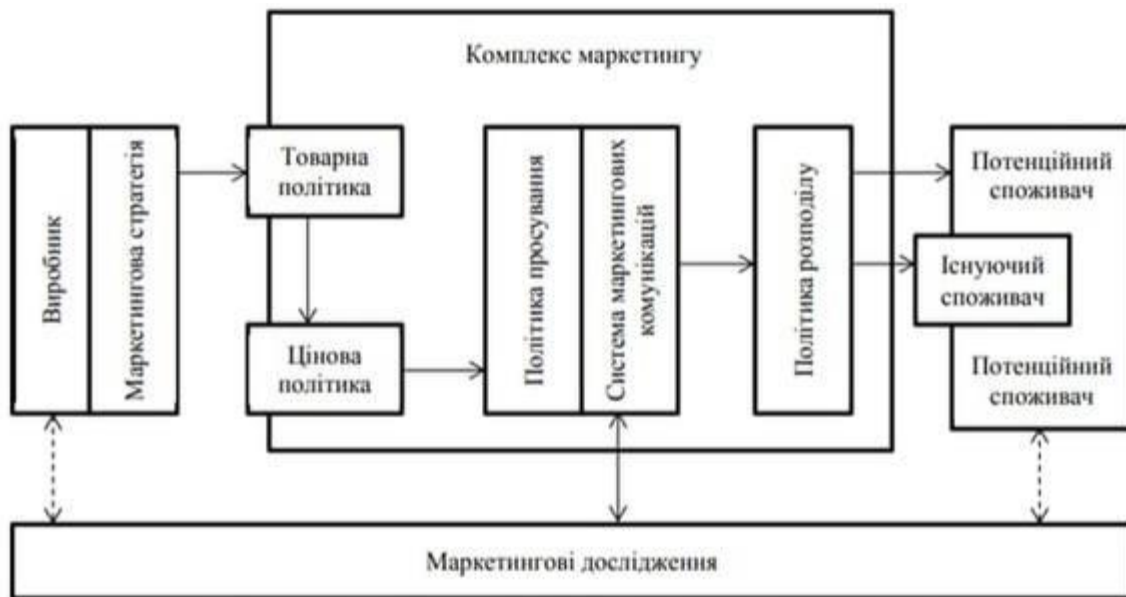 Комплекс маркетингу
Виробник
Маркетингова стратегія
Товарна
політика
Цінова
політика
Політика просування
Система маркетингових
комунікацій
Політика розподілу
Потенційний
споживач
Існуючий
споживач
Потенційний
споживач
Маркетингові дослідження